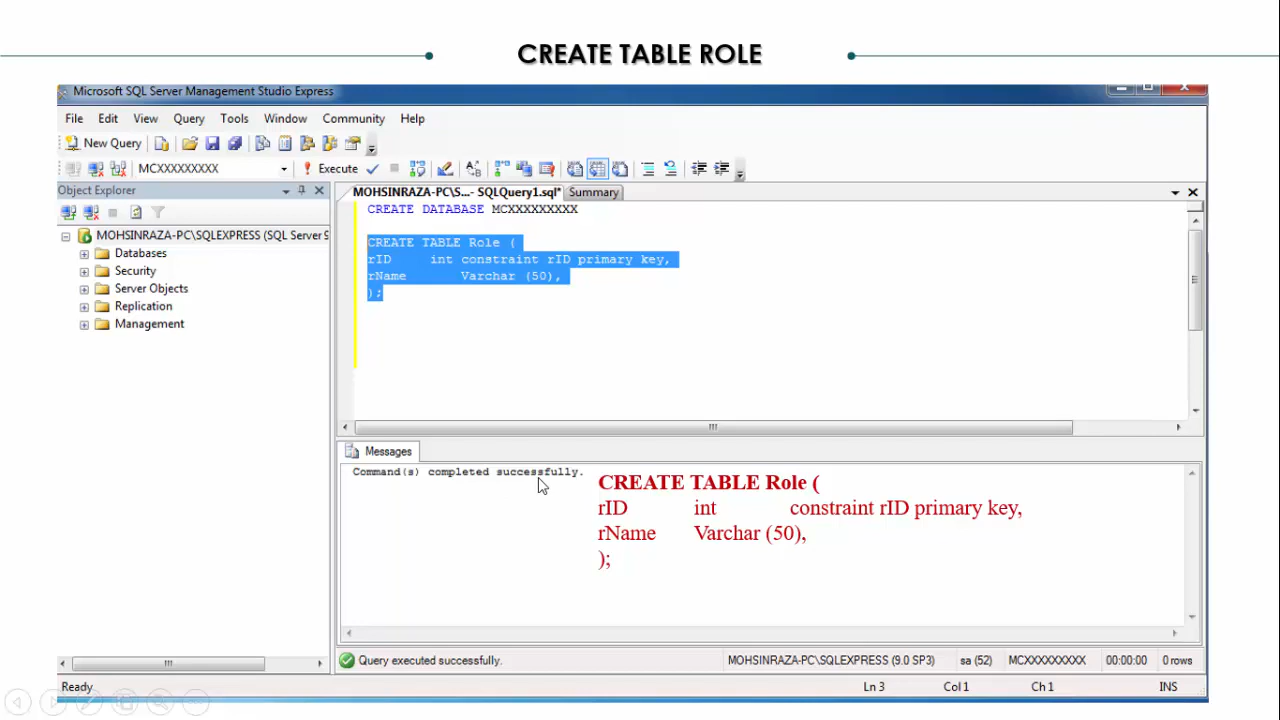 CREATE TABLE ROLE
Microsoft SQL Server Management Studio Express
File Edit View Query Tools Window Community Help
New Query
MCXXXXXXXXX Execute
Object Explorer
MOHSINRAZA-PC\S...- SQLQuery1.sql* Summary
MOHSINRAZA-PC\SQLEXPRESS (SQL Server 9
Databases
Security
Server Objects
Replication
Management
CREATE DATABASE MCXXXXXXXXX
CREATE TABLE Role (
rID int constraint rID primary key,
rName Varchar (50),
);
Messages
Command(s) completed successfully.
CREATE TABLE Role (
rID int constraint rID primary key,
rName Varchar (50),
);
Query executed successfully. MOHSINRAZA-PC\SQLEXPRESS (9.0 SP3) sa (52) MCXXXXXXXXX 00:00:00 0 rows
Ready Ln 3 Col 1 Ch 1 INS